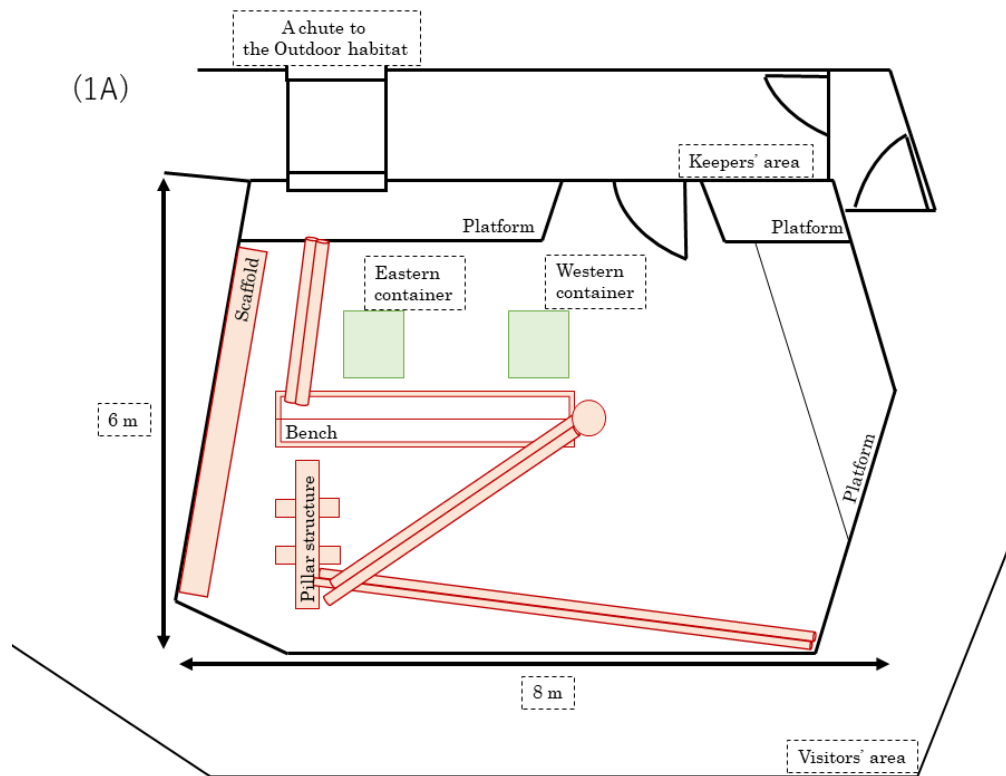 A chute to
the Outdoor habitat
(1A)
Keepers' area
Platform
Platform
Scaffold
Eastern
container
Western
container
6 m
Bench
Platform
Pillar structure
8 m
Visitors' area